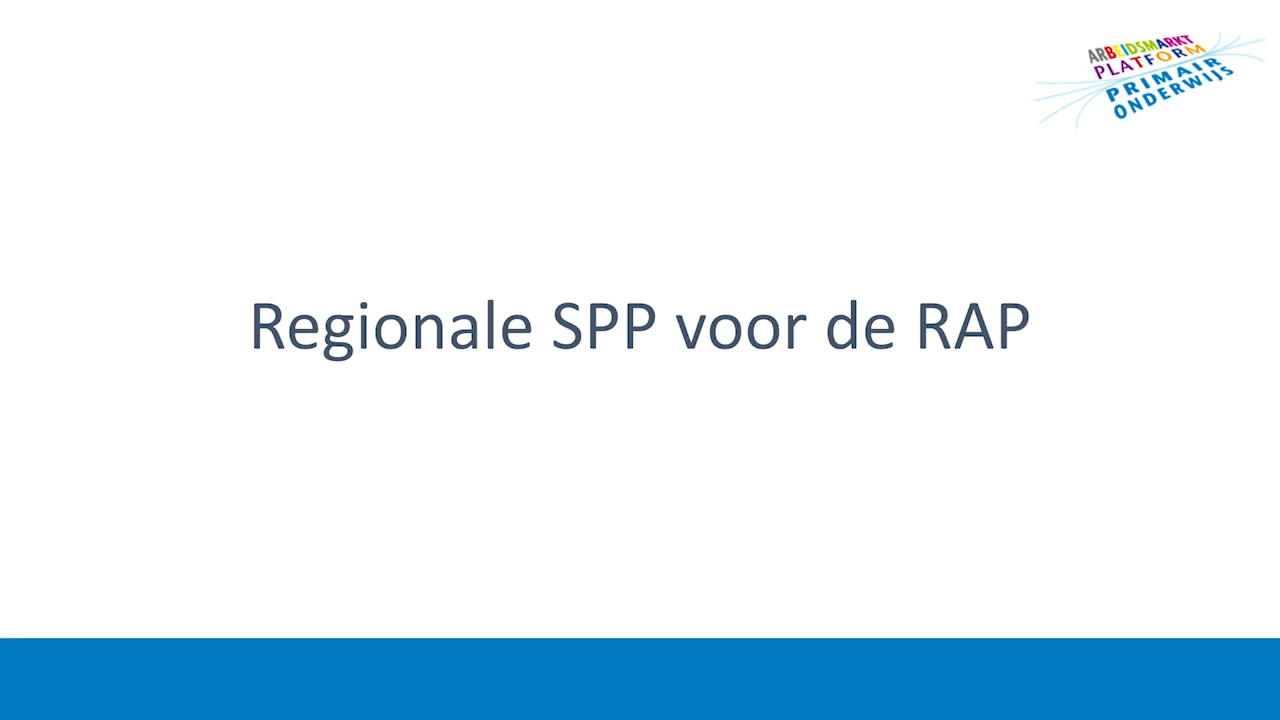 ARBEIDSMARKT
PLATFORM
PRIMAIR
ONDERWIJS
Regionale SPP voor de RAP